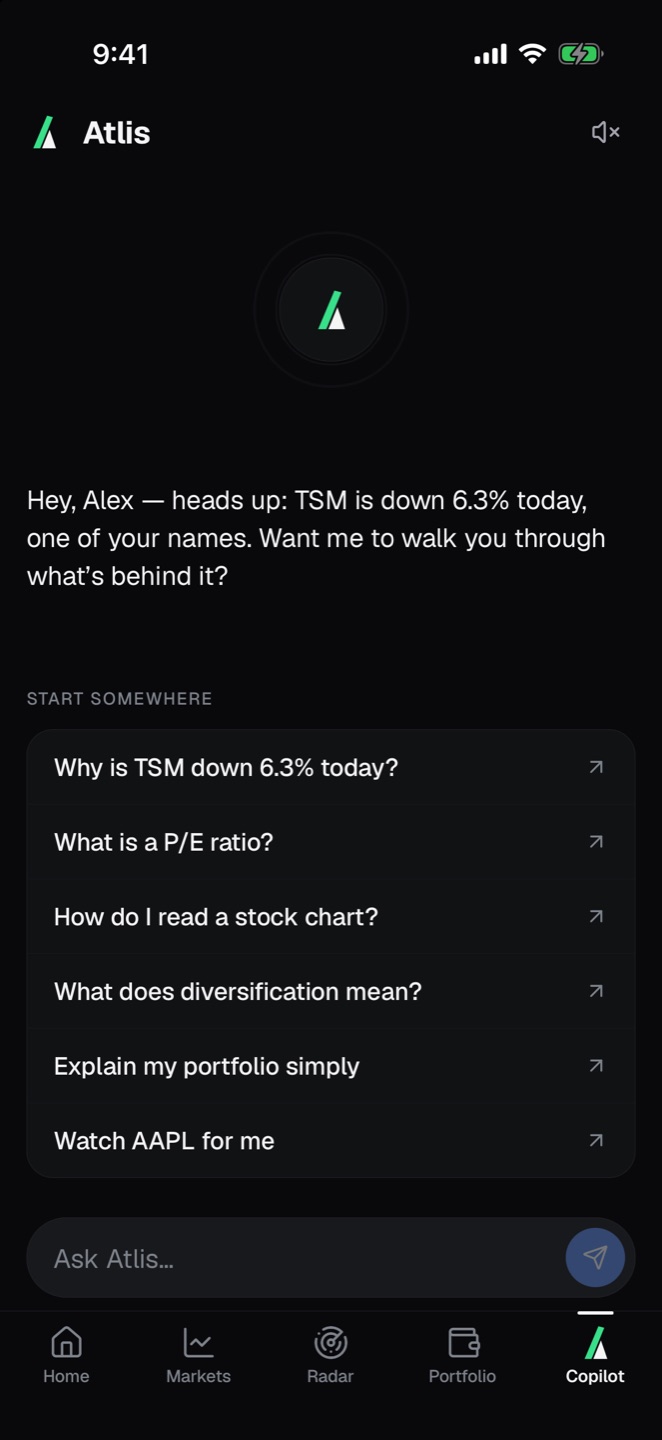 9:41
Atlis
Hey, Alex — heads up: TSM is down 6.3% today,
one of your names. Want me to walk you through
what’s behind it?
START SOMEWHERE
Why is TSM down 6.3% today?
What is a P/E ratio?
How do I read a stock chart?
What does diversification mean?
Explain my portfolio simply
Watch AAPL for me
Ask Atlis...
Home
Markets
Radar
Portfolio
Copilot